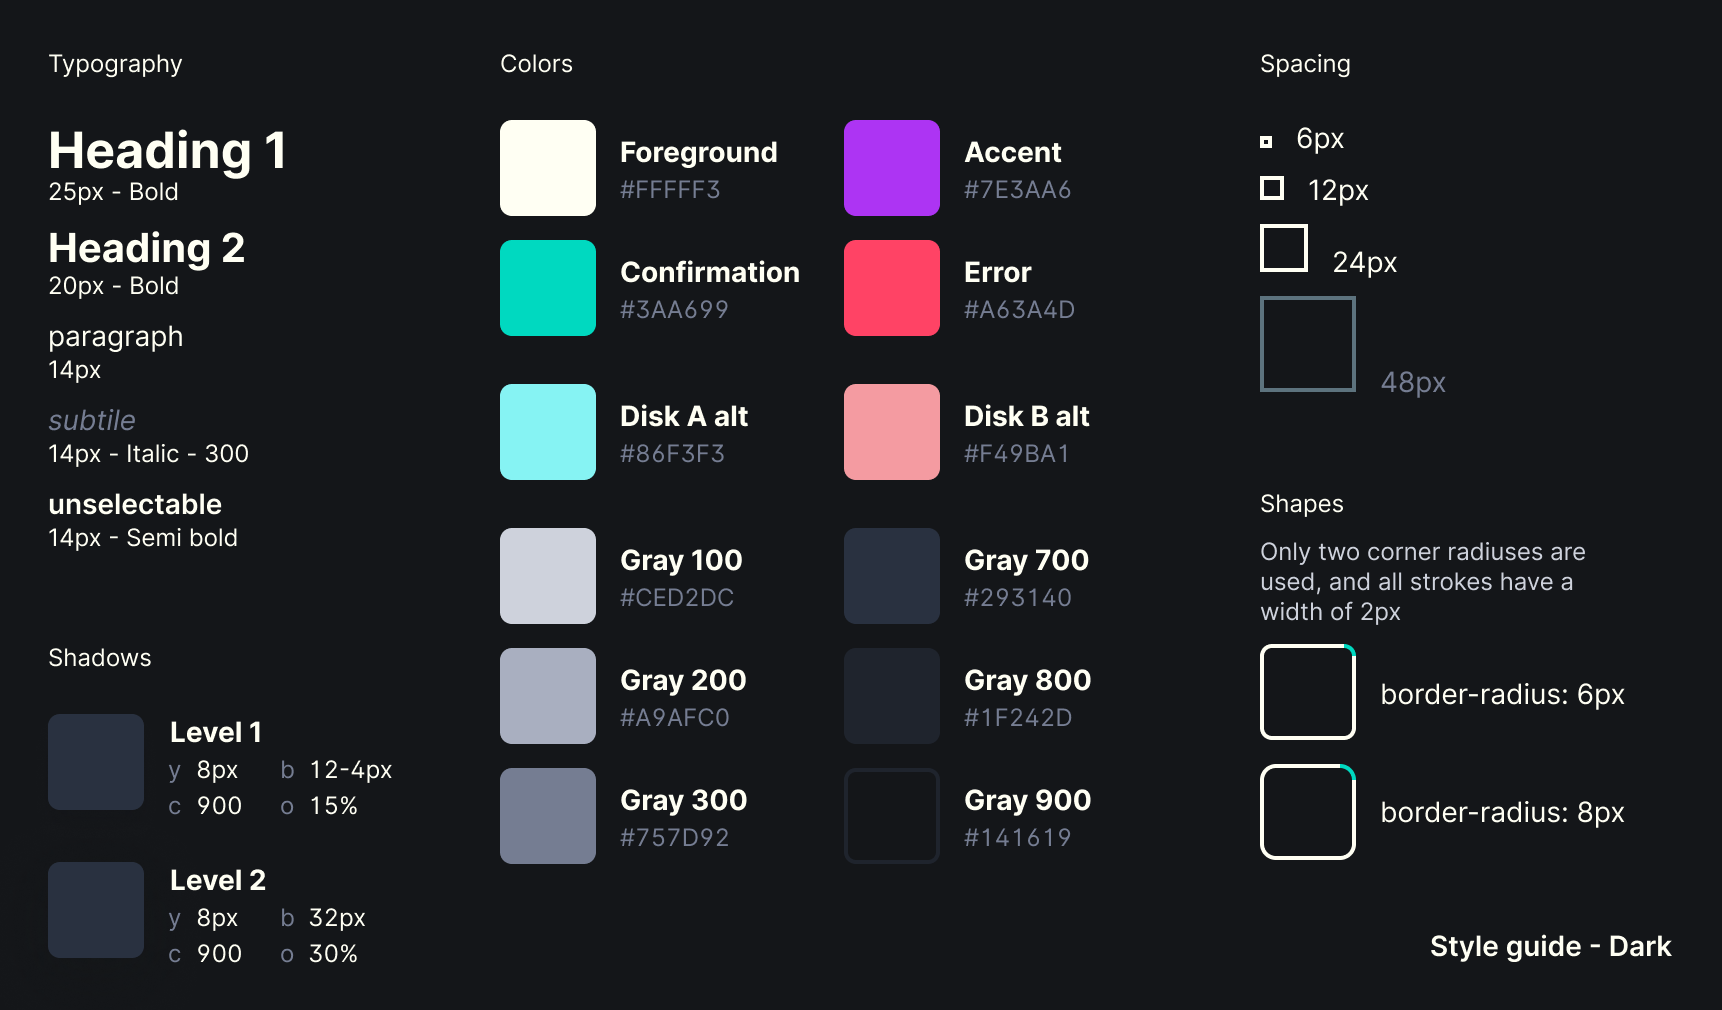 Typography
Heading 1
25px - Bold
Heading 2
20px - Bold
paragraph
14px
subtile
14px - Italic - 300
unselectable
14px - Semi bold
Shadows
Level 1
y 8px b 12-4px
c 900 o 15%
Level 2
y 8px b 32px
c 900 o 30%
Colors
Foreground
#FFFFF3
Accent
#7E3AA6
Confirmation
#3AA699
Error
#A63A4D
Disk A alt
#86F3F3
Disk B alt
#F49BA1
Gray 100
#CED2DC
Gray 700
#293140
Gray 200
#A9AFC0
Gray 800
#1F242D
Gray 300
#757D92
Gray 900
#141619
Spacing
6px
12px
24px
48px
Shapes
Only two corner radiuses are
used, and all strokes have a
width of 2px
border-radius: 6px
border-radius: 8px
Style guide - Dark